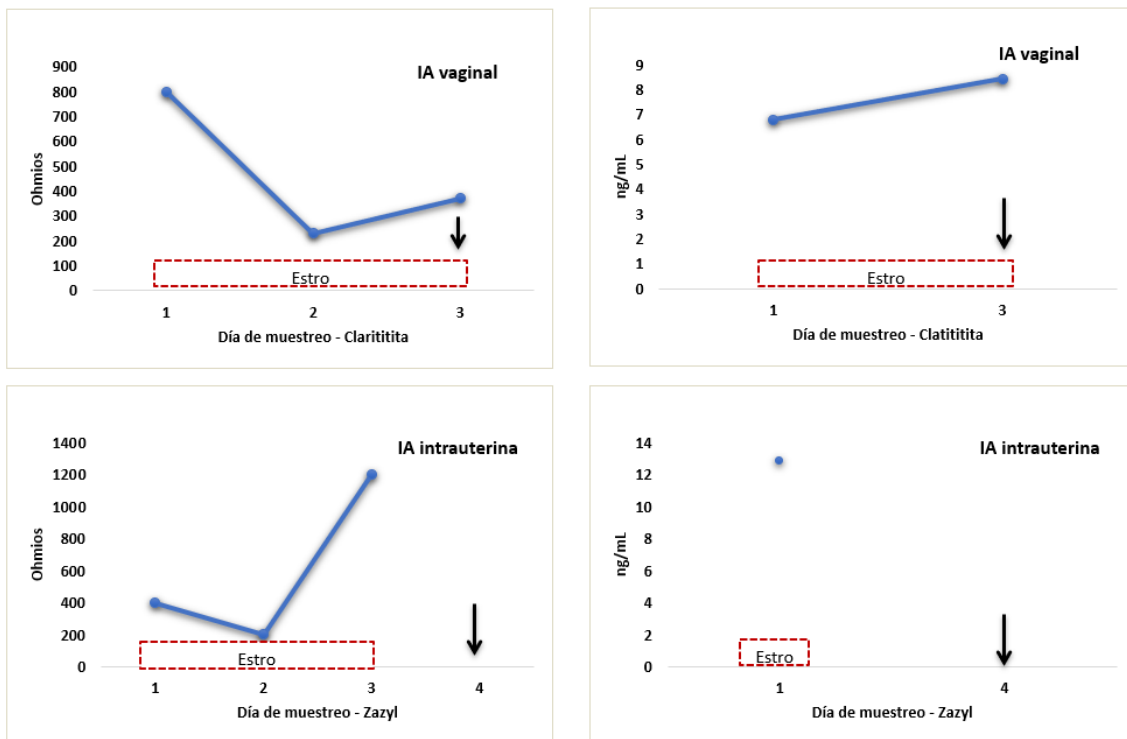 IA vaginal
900
800
700
600
500
400
300
200
100
0
Ohmios
Estro
1 2 3
Día de muestreo - Clarititita
IA vaginal
9
8
7
6
5
4
3
2
1
0
ng/mL
Estro
1 3
Día de muestreo - Clatititita
IA intrauterina
1400
1200
1000
800
600
400
200
0
Ohmios
Estro
1 2 3 4
Día de muestreo - Zazyl
IA intrauterina
14
12
10
8
6
4
2
0
ng/mL
Estro
1 4
Día de muestreo - Zazyl